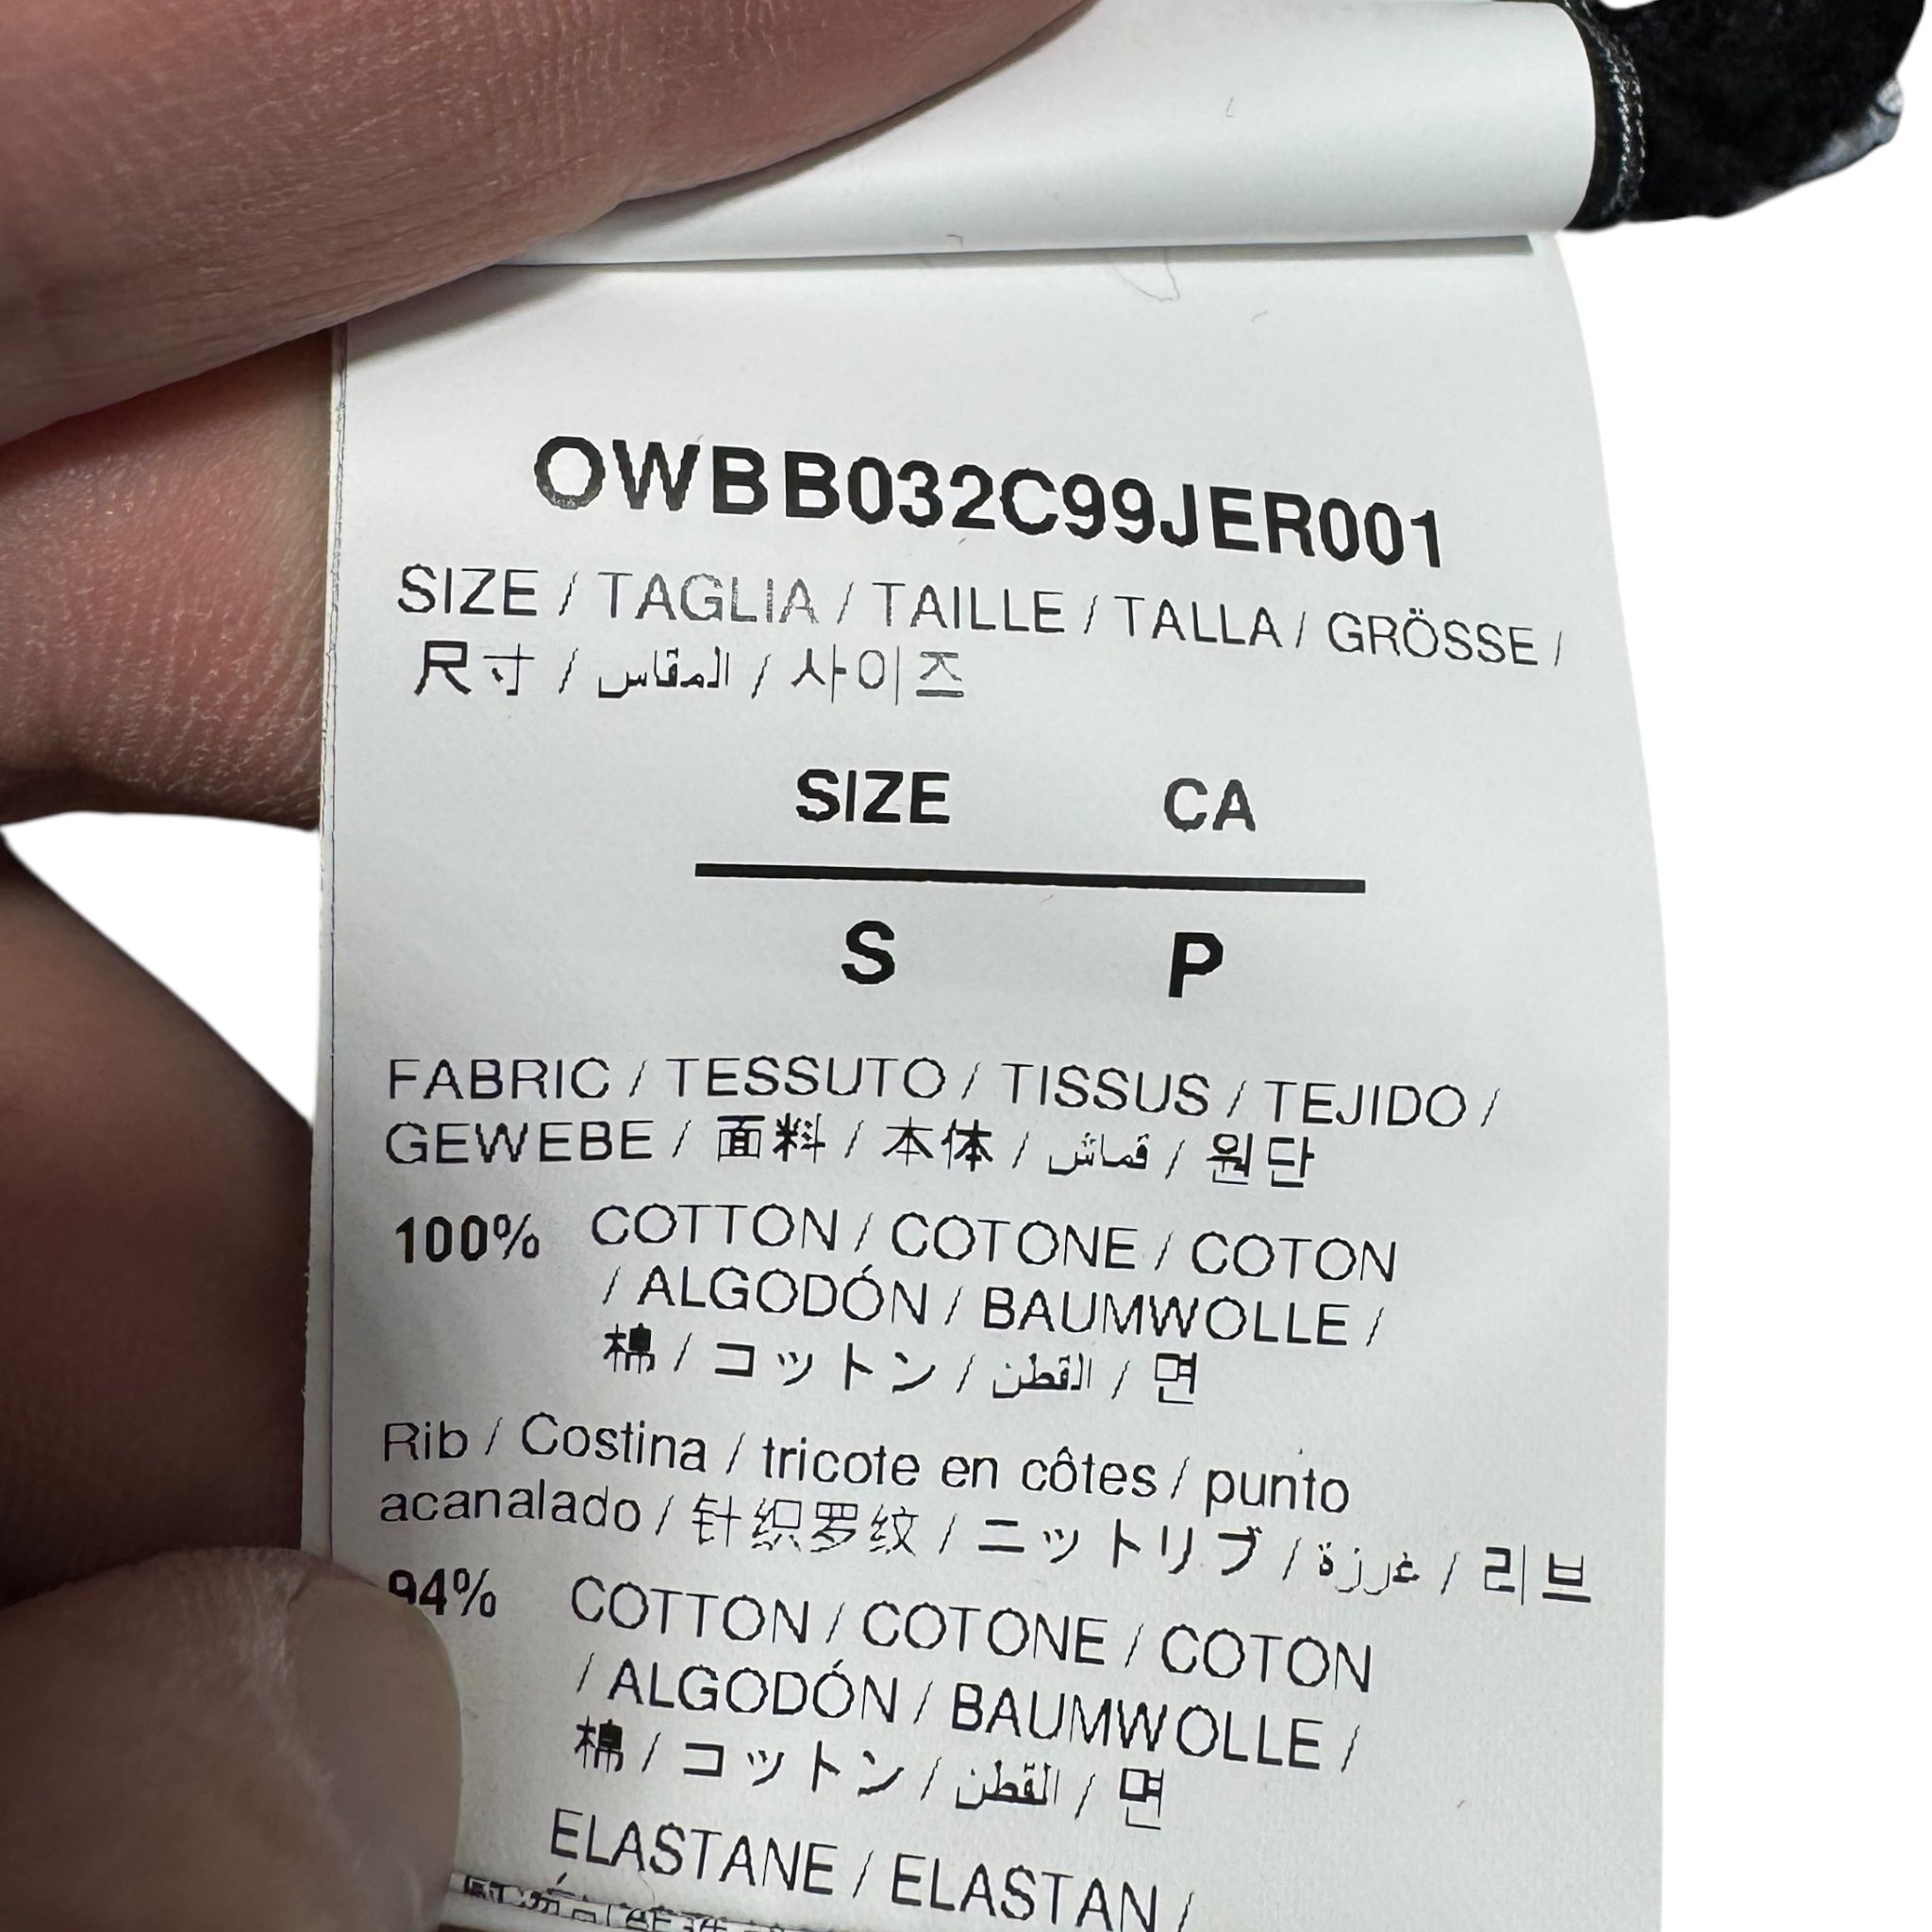 OWBB032C99JER001
SIZE / TAGLIA / TAILLE / TALLA / GRÖSSE /
尺寸 / المقاس / 사이즈
SIZE CA
S P
FABRIC / TESSUTO / TISSUS / TEJIDO /
GEWEBE / 面料 / 本体 / قماش / 원단
100% COTTON / COTONE / COTON
/ ALGODÓN / BAUMWOLLE /
棉 / コットン / القطن / 면
Rib / Costina / tricote en côtes / punto
acanalado / 针织罗纹 / ニットリブ / غرزة / 리브
94% COTTON / COTONE / COTON
/ ALGODÓN / BAUMWOLLE /
棉 / コットン / القطن / 면
ELASTANE / ELASTAN /